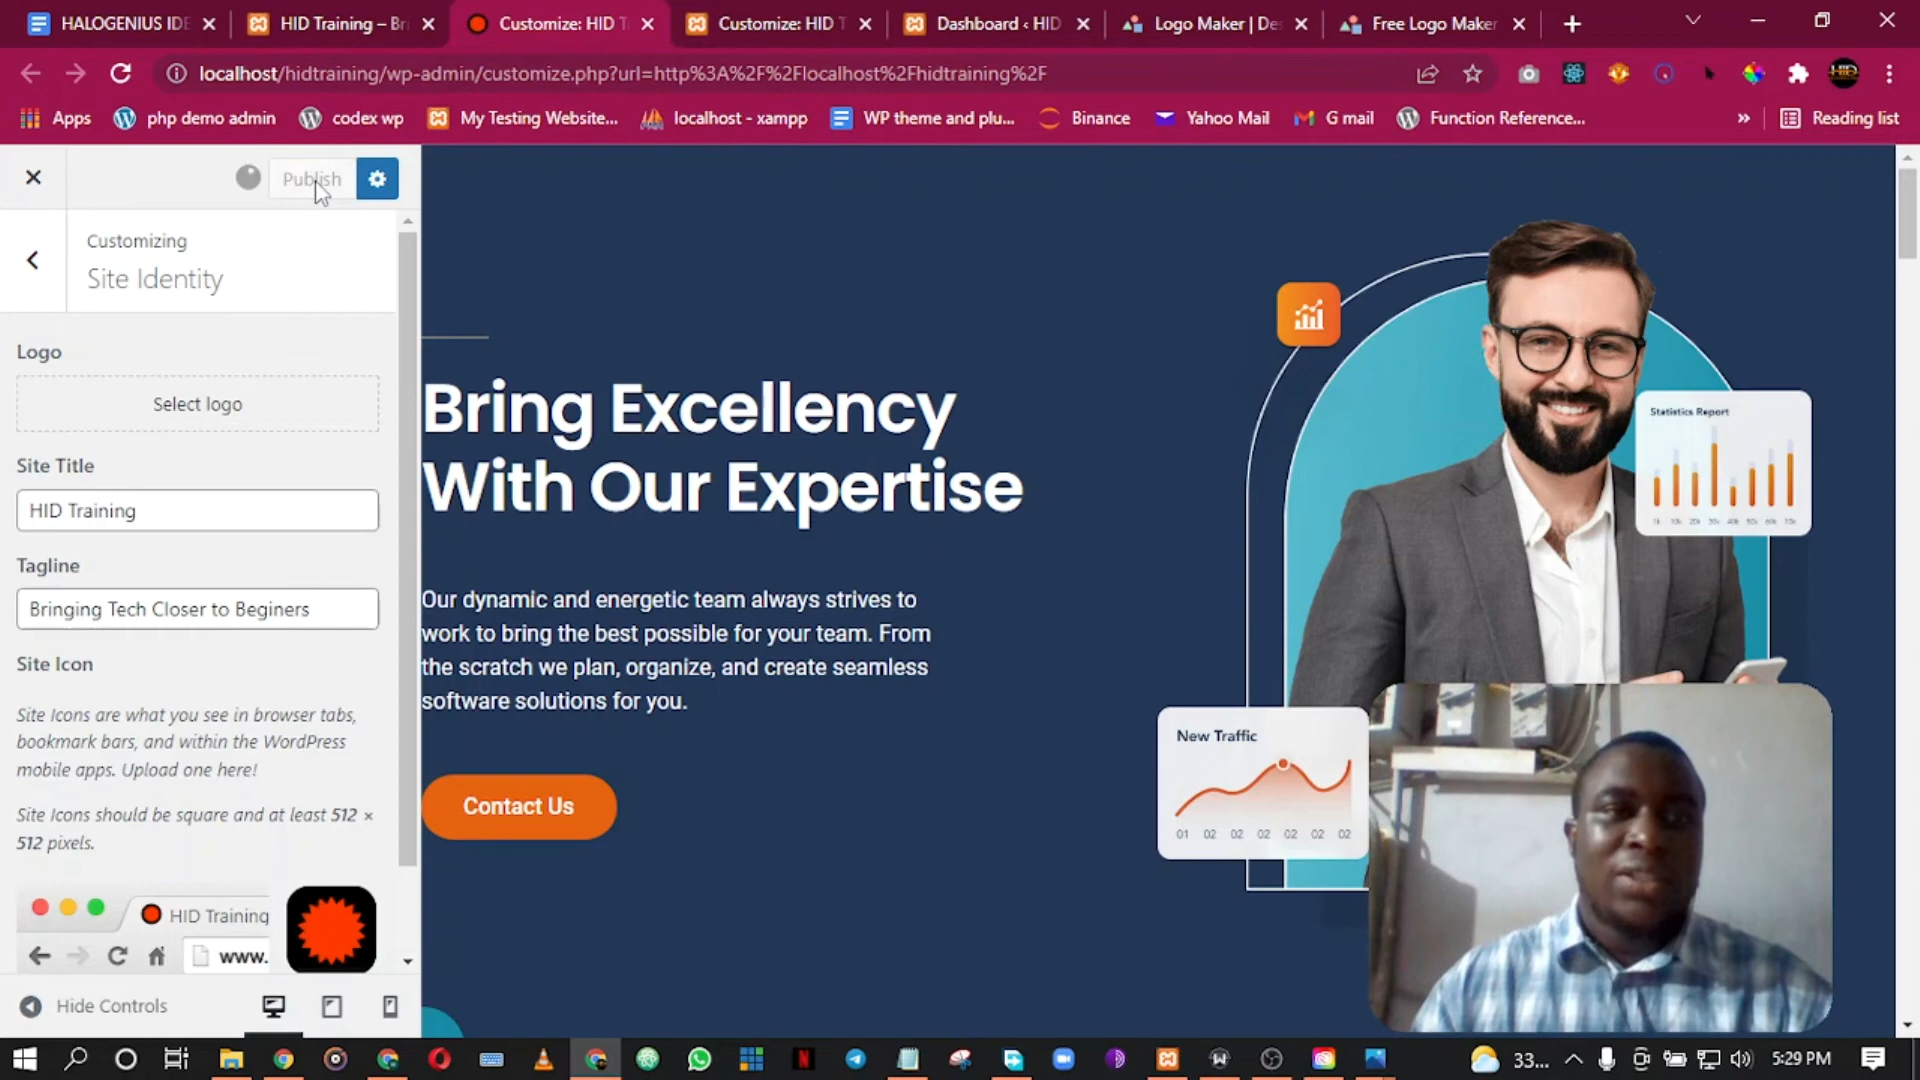 HALOGENIUS IDE
HID Training – Bri
Customize: HID T
Customize: HID T
Dashboard ‹ HID
Logo Maker | Des
Free Logo Maker
localhost/hidtraining/wp-admin/customize.php?url=http%3A%2F%2Flocalhost%2Fhidtraining%2F
Apps
php demo admin
codex wp
My Testing Website...
localhost - xampp
WP theme and plu...
Binance
Yahoo Mail
G mail
Function Reference...
»
Reading list
Publish
Customizing
Site Identity
Logo
Select logo
Site Title
HID Training
Tagline
Bringing Tech Closer to Beginers
Site Icon
Site Icons are what you see in browser tabs,
bookmark bars, and within the WordPress
mobile apps. Upload one here!
Site Icons should be square and at least 512 ×
512 pixels.
HID Training
www.
Hide Controls
Bring Excellency
With Our Expertise
Our dynamic and energetic team always strives to
work to bring the best possible for your team. From
the scratch we plan, organize, and create seamless
software solutions for you.
Contact Us
Statistics Report
New Traffic
01 02 02 02 02 02 02
33...
5:29 PM